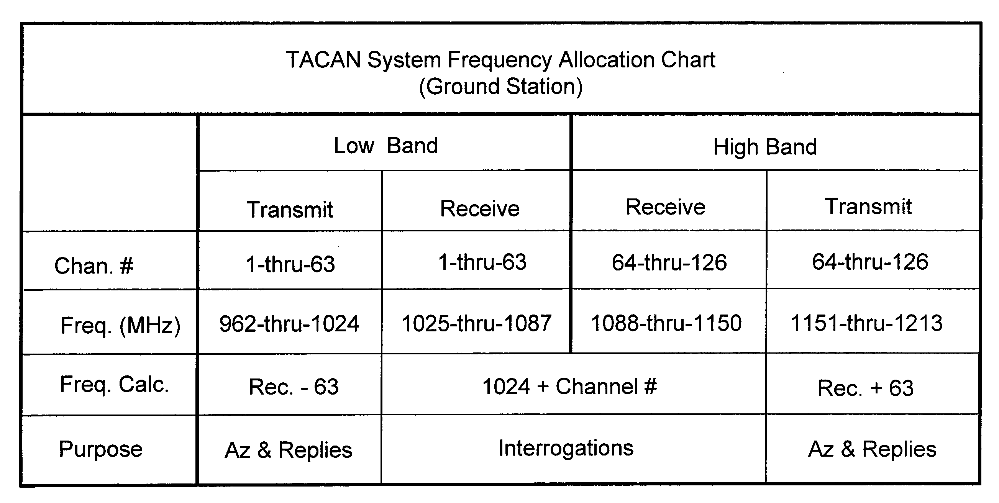 TACAN System Frequency Allocation Chart
(Ground Station)
Low Band High Band
Transmit Receive Receive Transmit
Chan. # 1-thru-63 1-thru-63 64-thru-126 64-thru-126
Freq. (MHz) 962-thru-1024 1025-thru-1087 1088-thru-1150 1151-thru-1213
Freq. Calc. Rec. - 63 1024 + Channel # Rec. + 63
Purpose Az & Replies Interrogations Az & Replies